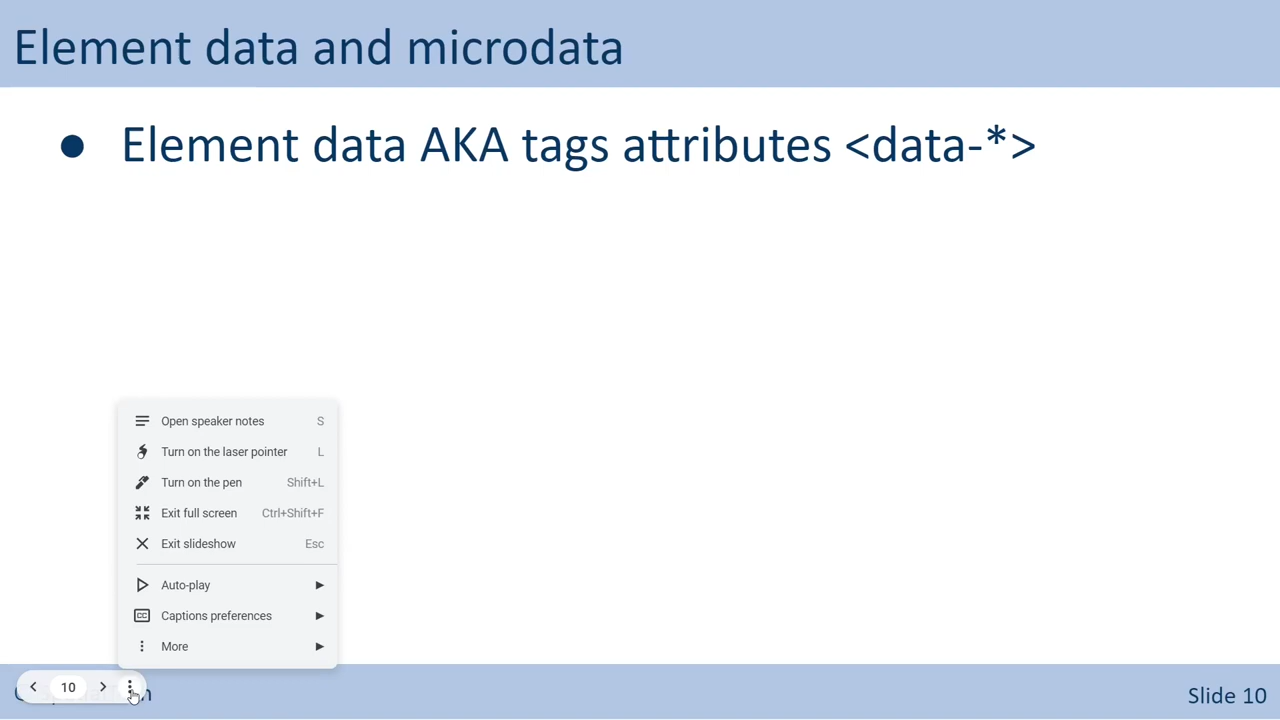 Element data and microdata
● Element data AKA tags attributes <data-*>
Open speaker notes S
Turn on the laser pointer L
Turn on the pen Shift+L
Exit full screen Ctrl+Shift+F
Exit slideshow Esc
Auto-play
CC Captions preferences
More
10
Slide 10